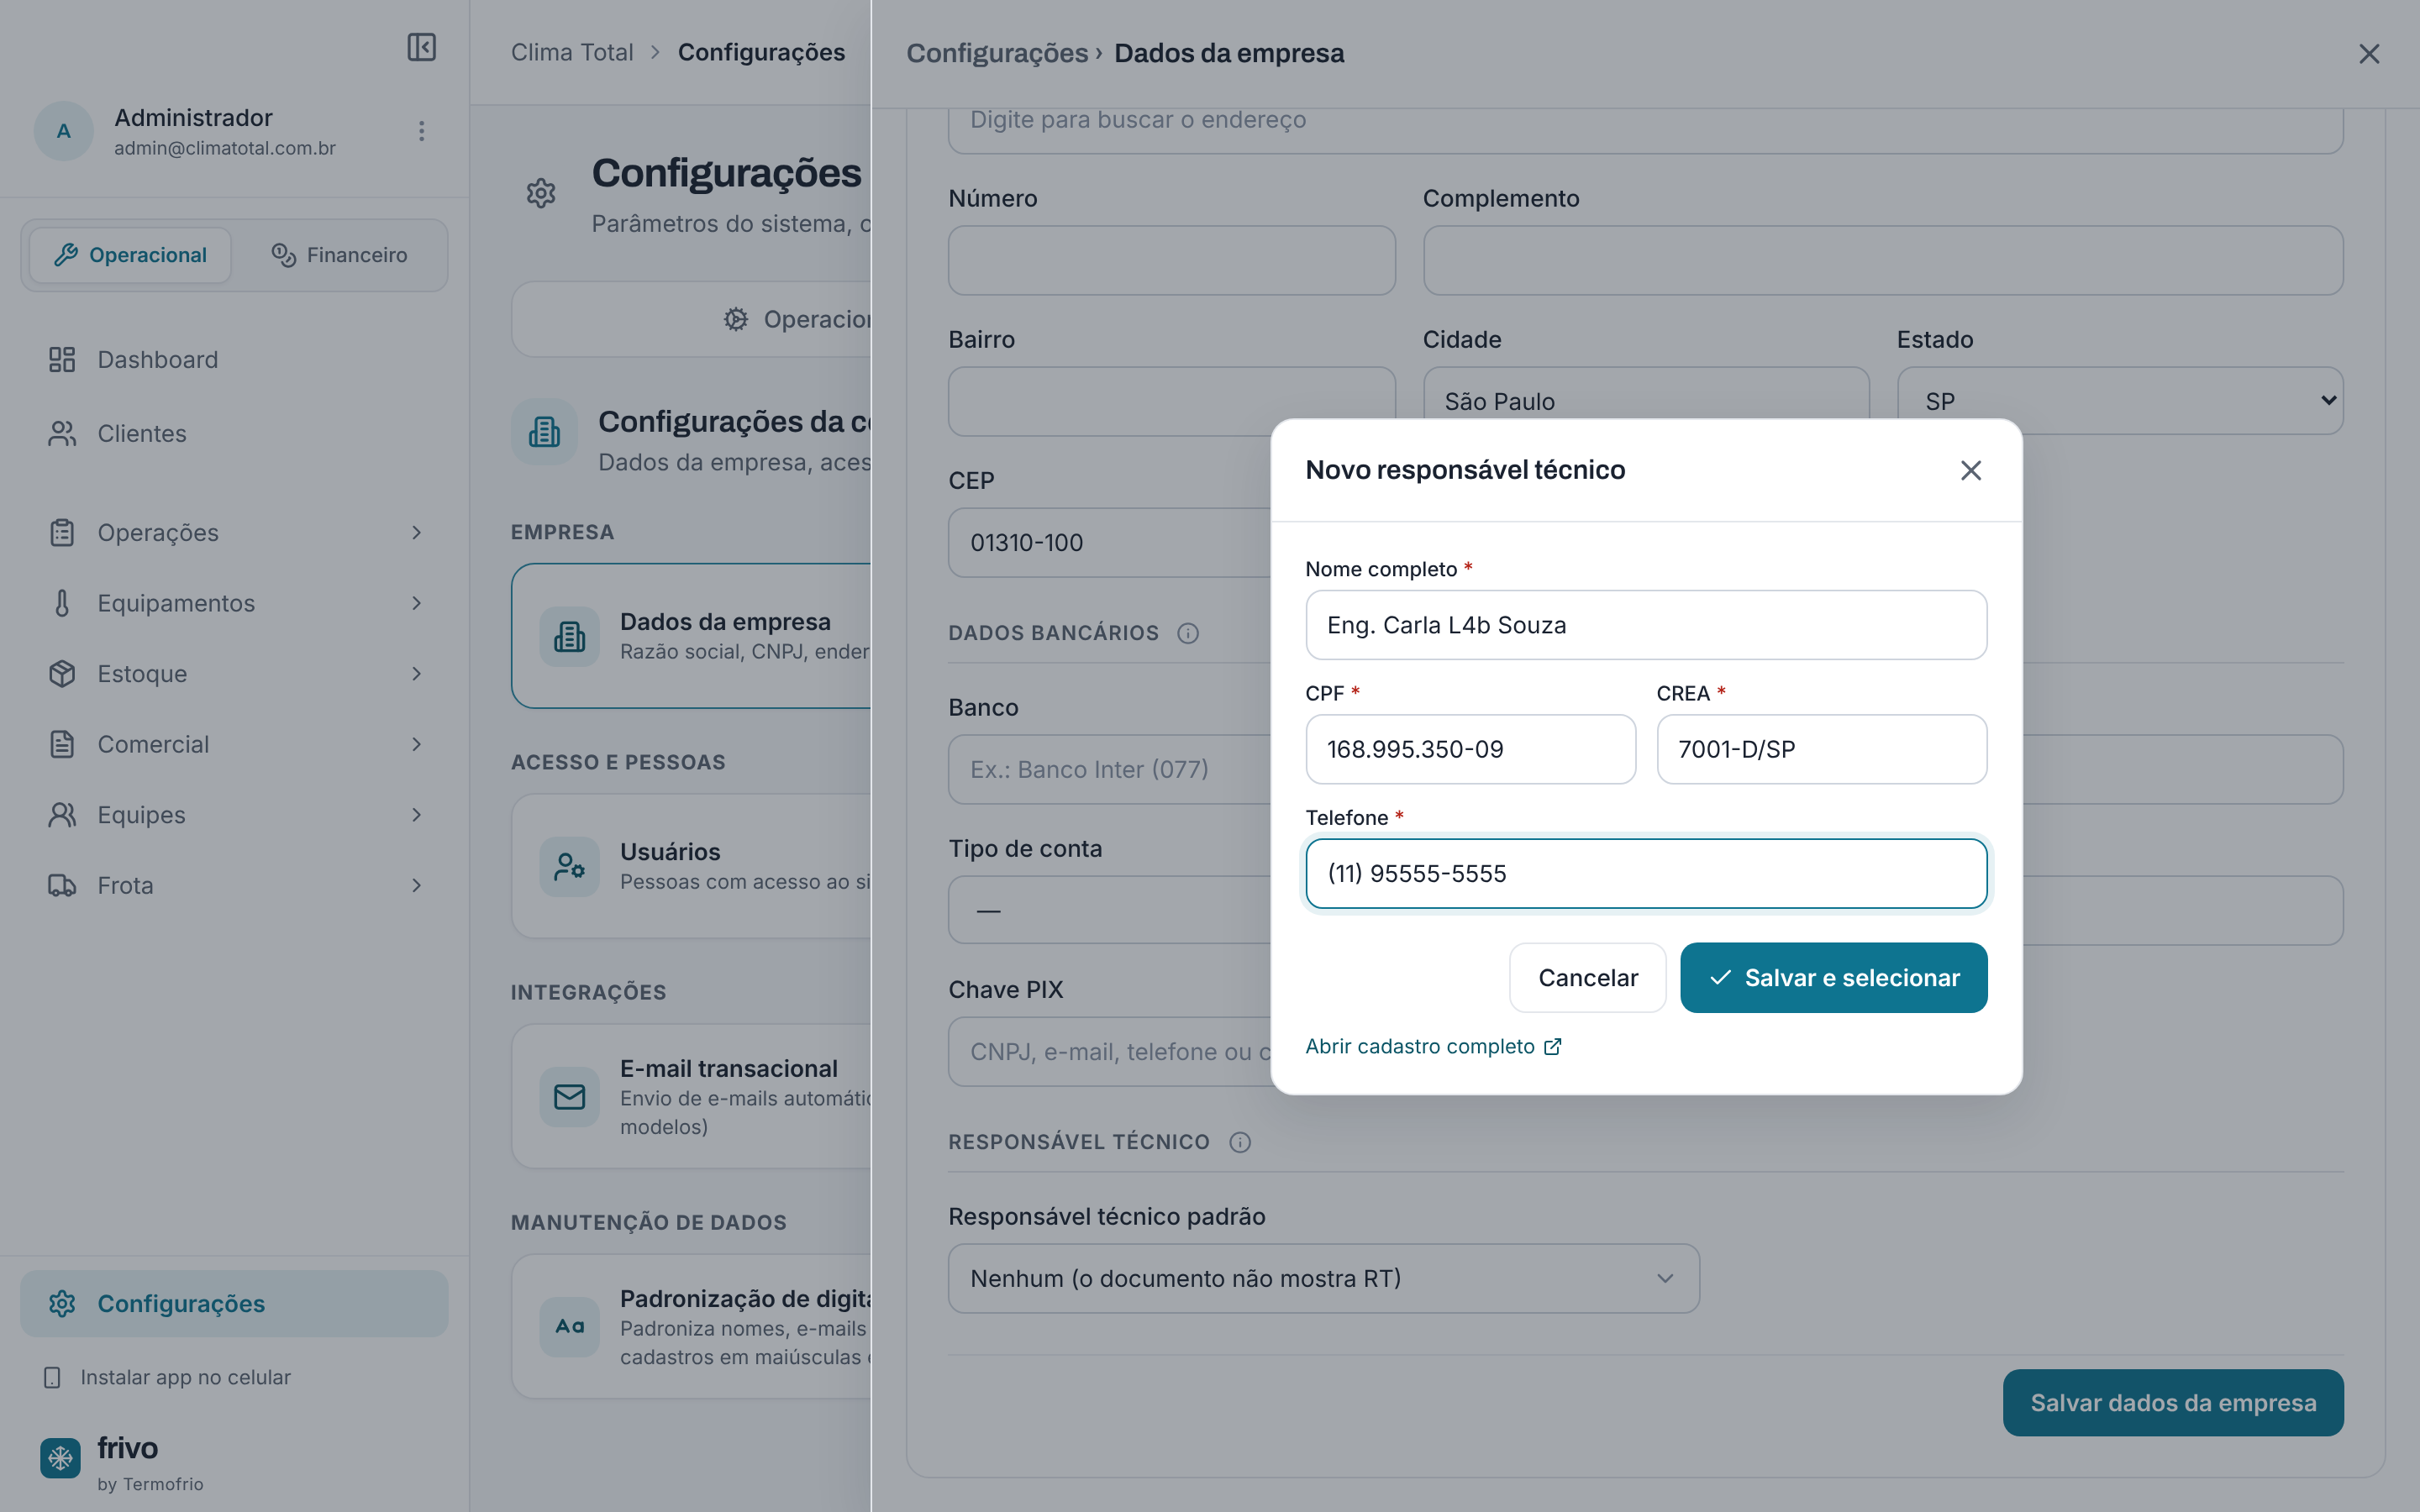 Administrador
admin@climatotal.com.br
A
Operacional
Financeiro
Dashboard
Clientes
Operações
Equipamentos
Estoque
Comercial
Equipes
Frota
Configurações
Instalar app no celular
frivo
by Termofrio
Clima Total > Configurações
Configurações
Parâmetros do sistema, c
Operacion
Configurações da c
Dados da empresa, aces
EMPRESA
Dados da empresa
Razão social, CNPJ, ender
ACESSO E PESSOAS
Usuários
Pessoas com acesso ao si
INTEGRAÇÕES
E-mail transacional
Envio de e-mails automátic
modelos)
MANUTENÇÃO DE DADOS
Aa
Padronização de digita
Padroniza nomes, e-mails
cadastros em maiúsculas e
Configurações › Dados da empresa
Digite para buscar o endereço
Número
Complemento
Bairro
Cidade
Estado
São Paulo
SP
CEP
01310-100
DADOS BANCÁRIOS
Banco
Ex.: Banco Inter (077)
Tipo de conta
—
Chave PIX
CNPJ, e-mail, telefone ou c
RESPONSÁVEL TÉCNICO
Responsável técnico padrão
Nenhum (o documento não mostra RT)
Salvar dados da empresa
Novo responsável técnico
Nome completo *
Eng. Carla L4b Souza
CPF *
CREA *
168.995.350-09
7001-D/SP
Telefone *
(11) 95555-5555
Cancelar
Salvar e selecionar
Abrir cadastro completo